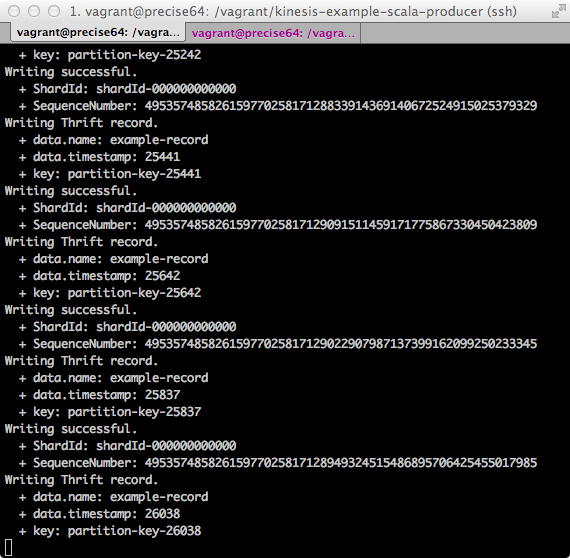 1. vagrant@precise64: /vagrant/kinesis-example-scala-producer (ssh)
vagrant@precise64: /vagra... vagrant@precise64: /vagra...
+ key: partition-key-25242
Writing successful.
+ ShardId: shardId-000000000000
+ SequenceNumber: 49535748582615977025817128833914369140672524915025379329
Writing Thrift record.
+ data.name: example-record
+ data.timestamp: 25441
+ key: partition-key-25441
Writing successful.
+ ShardId: shardId-000000000000
+ SequenceNumber: 49535748582615977025817129091511459171775867330450423809
Writing Thrift record.
+ data.name: example-record
+ data.timestamp: 25642
+ key: partition-key-25642
Writing successful.
+ ShardId: shardId-000000000000
+ SequenceNumber: 49535748582615977025817129022907987137399162099250233345
Writing Thrift record.
+ data.name: example-record
+ data.timestamp: 25837
+ key: partition-key-25837
Writing successful.
+ ShardId: shardId-000000000000
+ SequenceNumber: 49535748582615977025817128949324515486895706425455017985
Writing Thrift record.
+ data.name: example-record
+ data.timestamp: 26038
+ key: partition-key-26038